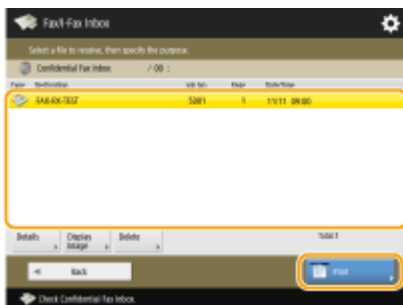 Fax/I-Fax Inbox
Select a file to receive, then specify the purpose.
Confidential Fax Inbox: / 00 :
Type Destination Job No. Page Date/Time
FAX-RX-TEST 5001 1 11/11 09:00
Details Display Image Delete Total:1
Back Print
Check Confidential Fax Inbox.